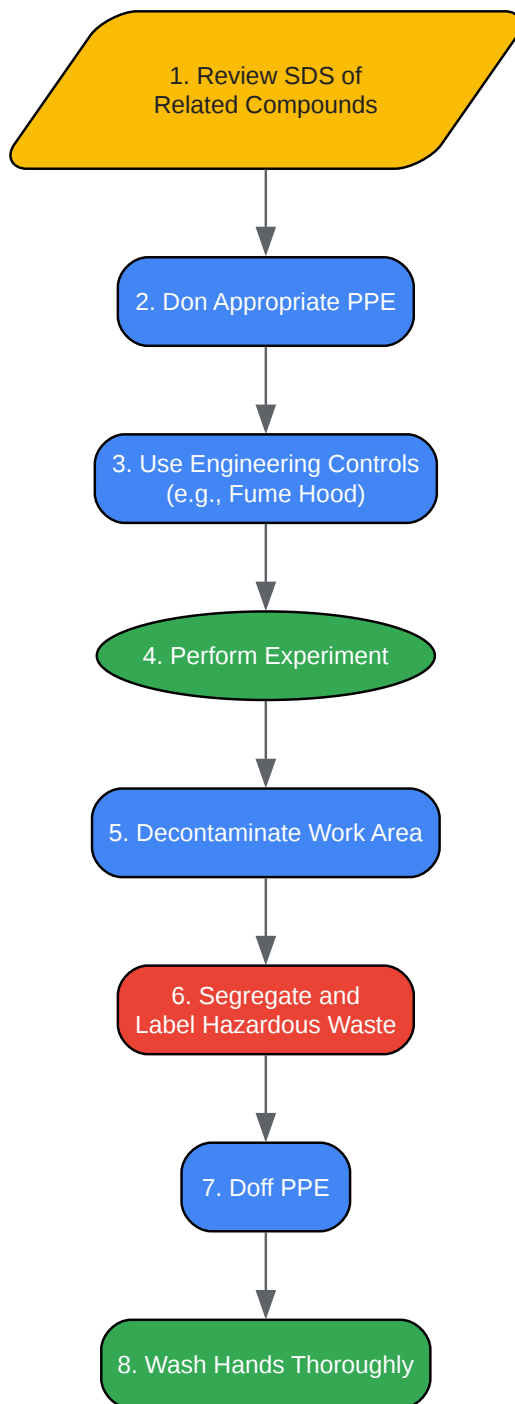 1. Review SDS of
Related Compounds
2. Don Appropriate PPE
3. Use Engineering Controls
(e.g., Fume Hood)
4. Perform Experiment
5. Decontaminate Work Area
6. Segregate and
Label Hazardous Waste
7. Doff PPE
8. Wash Hands Thoroughly